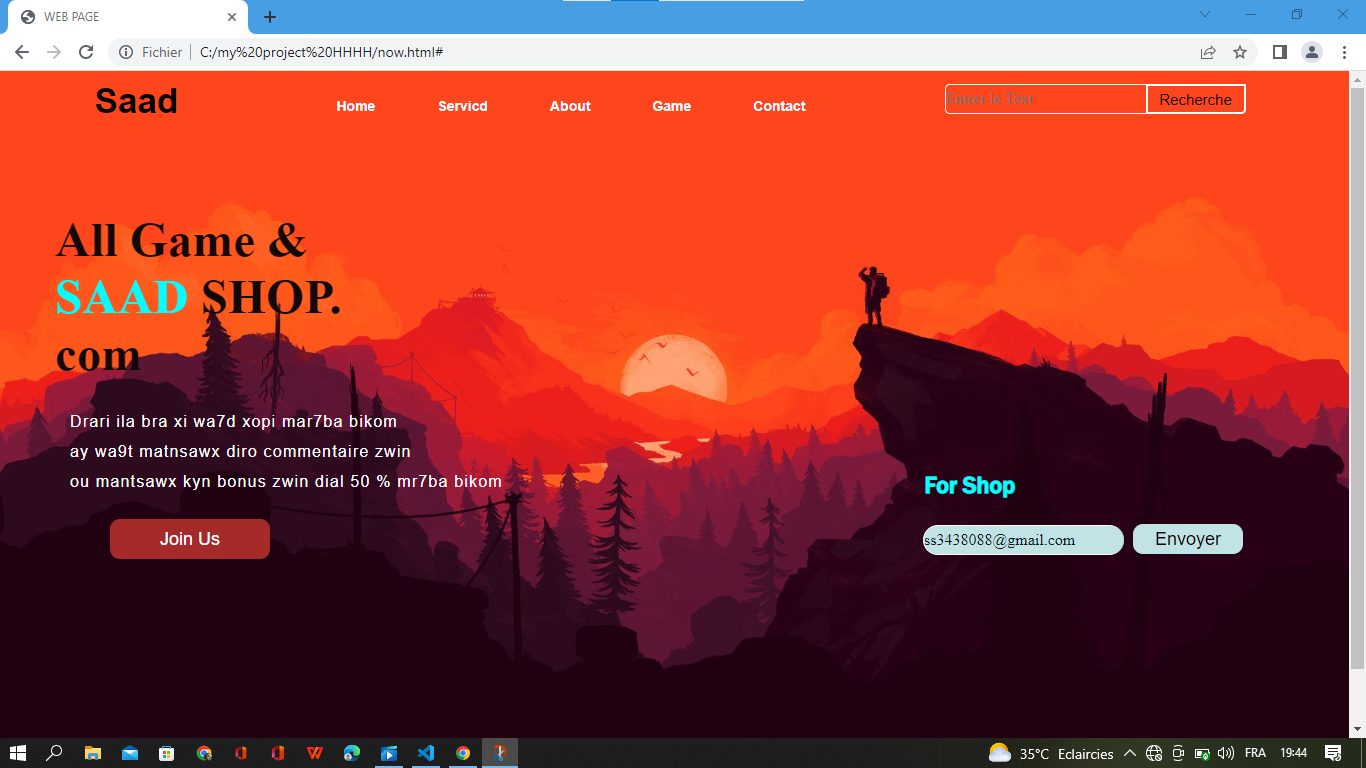 WEB PAGE
Fichier
C:/my%20project%20HHHH/now.html#
Saad
Home
Servicd
About
Game
Contact
Entrer le Text
Recherche
All Game &
SAAD SHOP.
com
Drari ila bra xi wa7d xopi mar7ba bikom
ay wa9t matnsawx diro commentaire zwin
ou mantsawx kyn bonus zwin dial 50 % mr7ba bikom
Join Us
For Shop
ss3438088@gmail.com
Envoyer
35°C Eclaircies
FRA
19:44